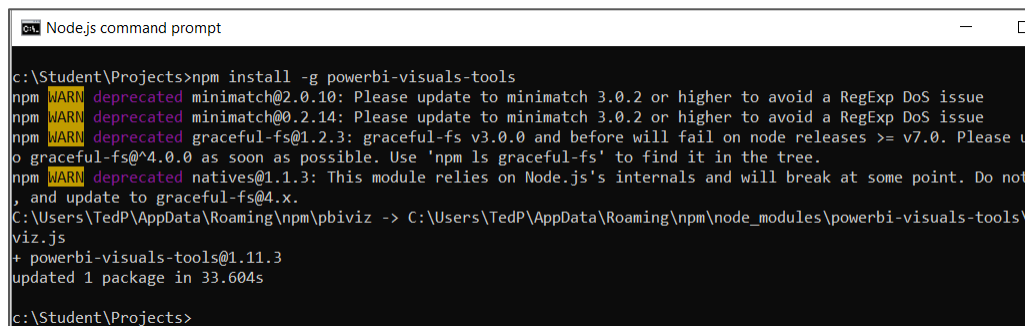 Node.js command prompt
c:\Student\Projects>npm install -g powerbi-visuals-tools
npm WARN deprecated minimatch@2.0.10: Please update to minimatch 3.0.2 or higher to avoid a RegExp DoS issue
npm WARN deprecated minimatch@0.2.14: Please update to minimatch 3.0.2 or higher to avoid a RegExp DoS issue
npm WARN deprecated graceful-fs@1.2.3: graceful-fs v3.0.0 and before will fail on node releases >= v7.0. Please u
o graceful-fs@^4.0.0 as soon as possible. Use 'npm ls graceful-fs' to find it in the tree.
npm WARN deprecated natives@1.1.3: This module relies on Node.js's internals and will break at some point. Do not
, and update to graceful-fs@4.x.
C:\Users\TedP\AppData\Roaming\npm\pbiviz -> C:\Users\TedP\AppData\Roaming\npm\node_modules\powerbi-visuals-tools\
viz.js
+ powerbi-visuals-tools@1.11.3
updated 1 package in 33.604s
c:\Student\Projects>